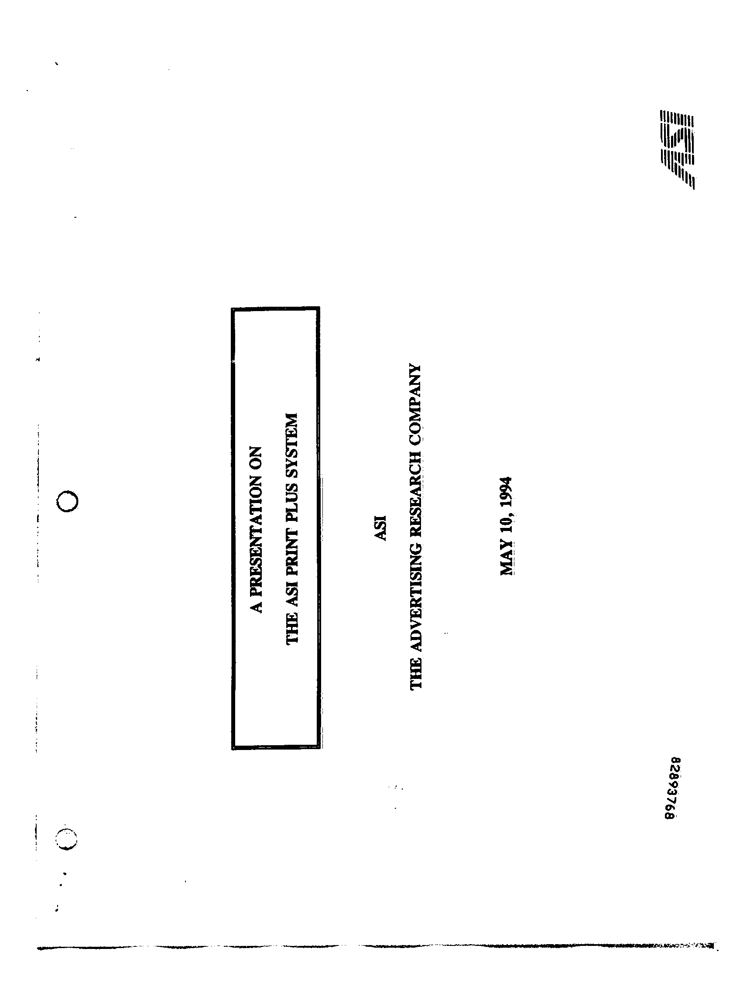 A PRESENTATION ON
THE ASI PRINT PLUS SYSTEM
ASI
THE ADVERTISING RESEARCH COMPANY
MAY 10, 1994
ASI
82893768